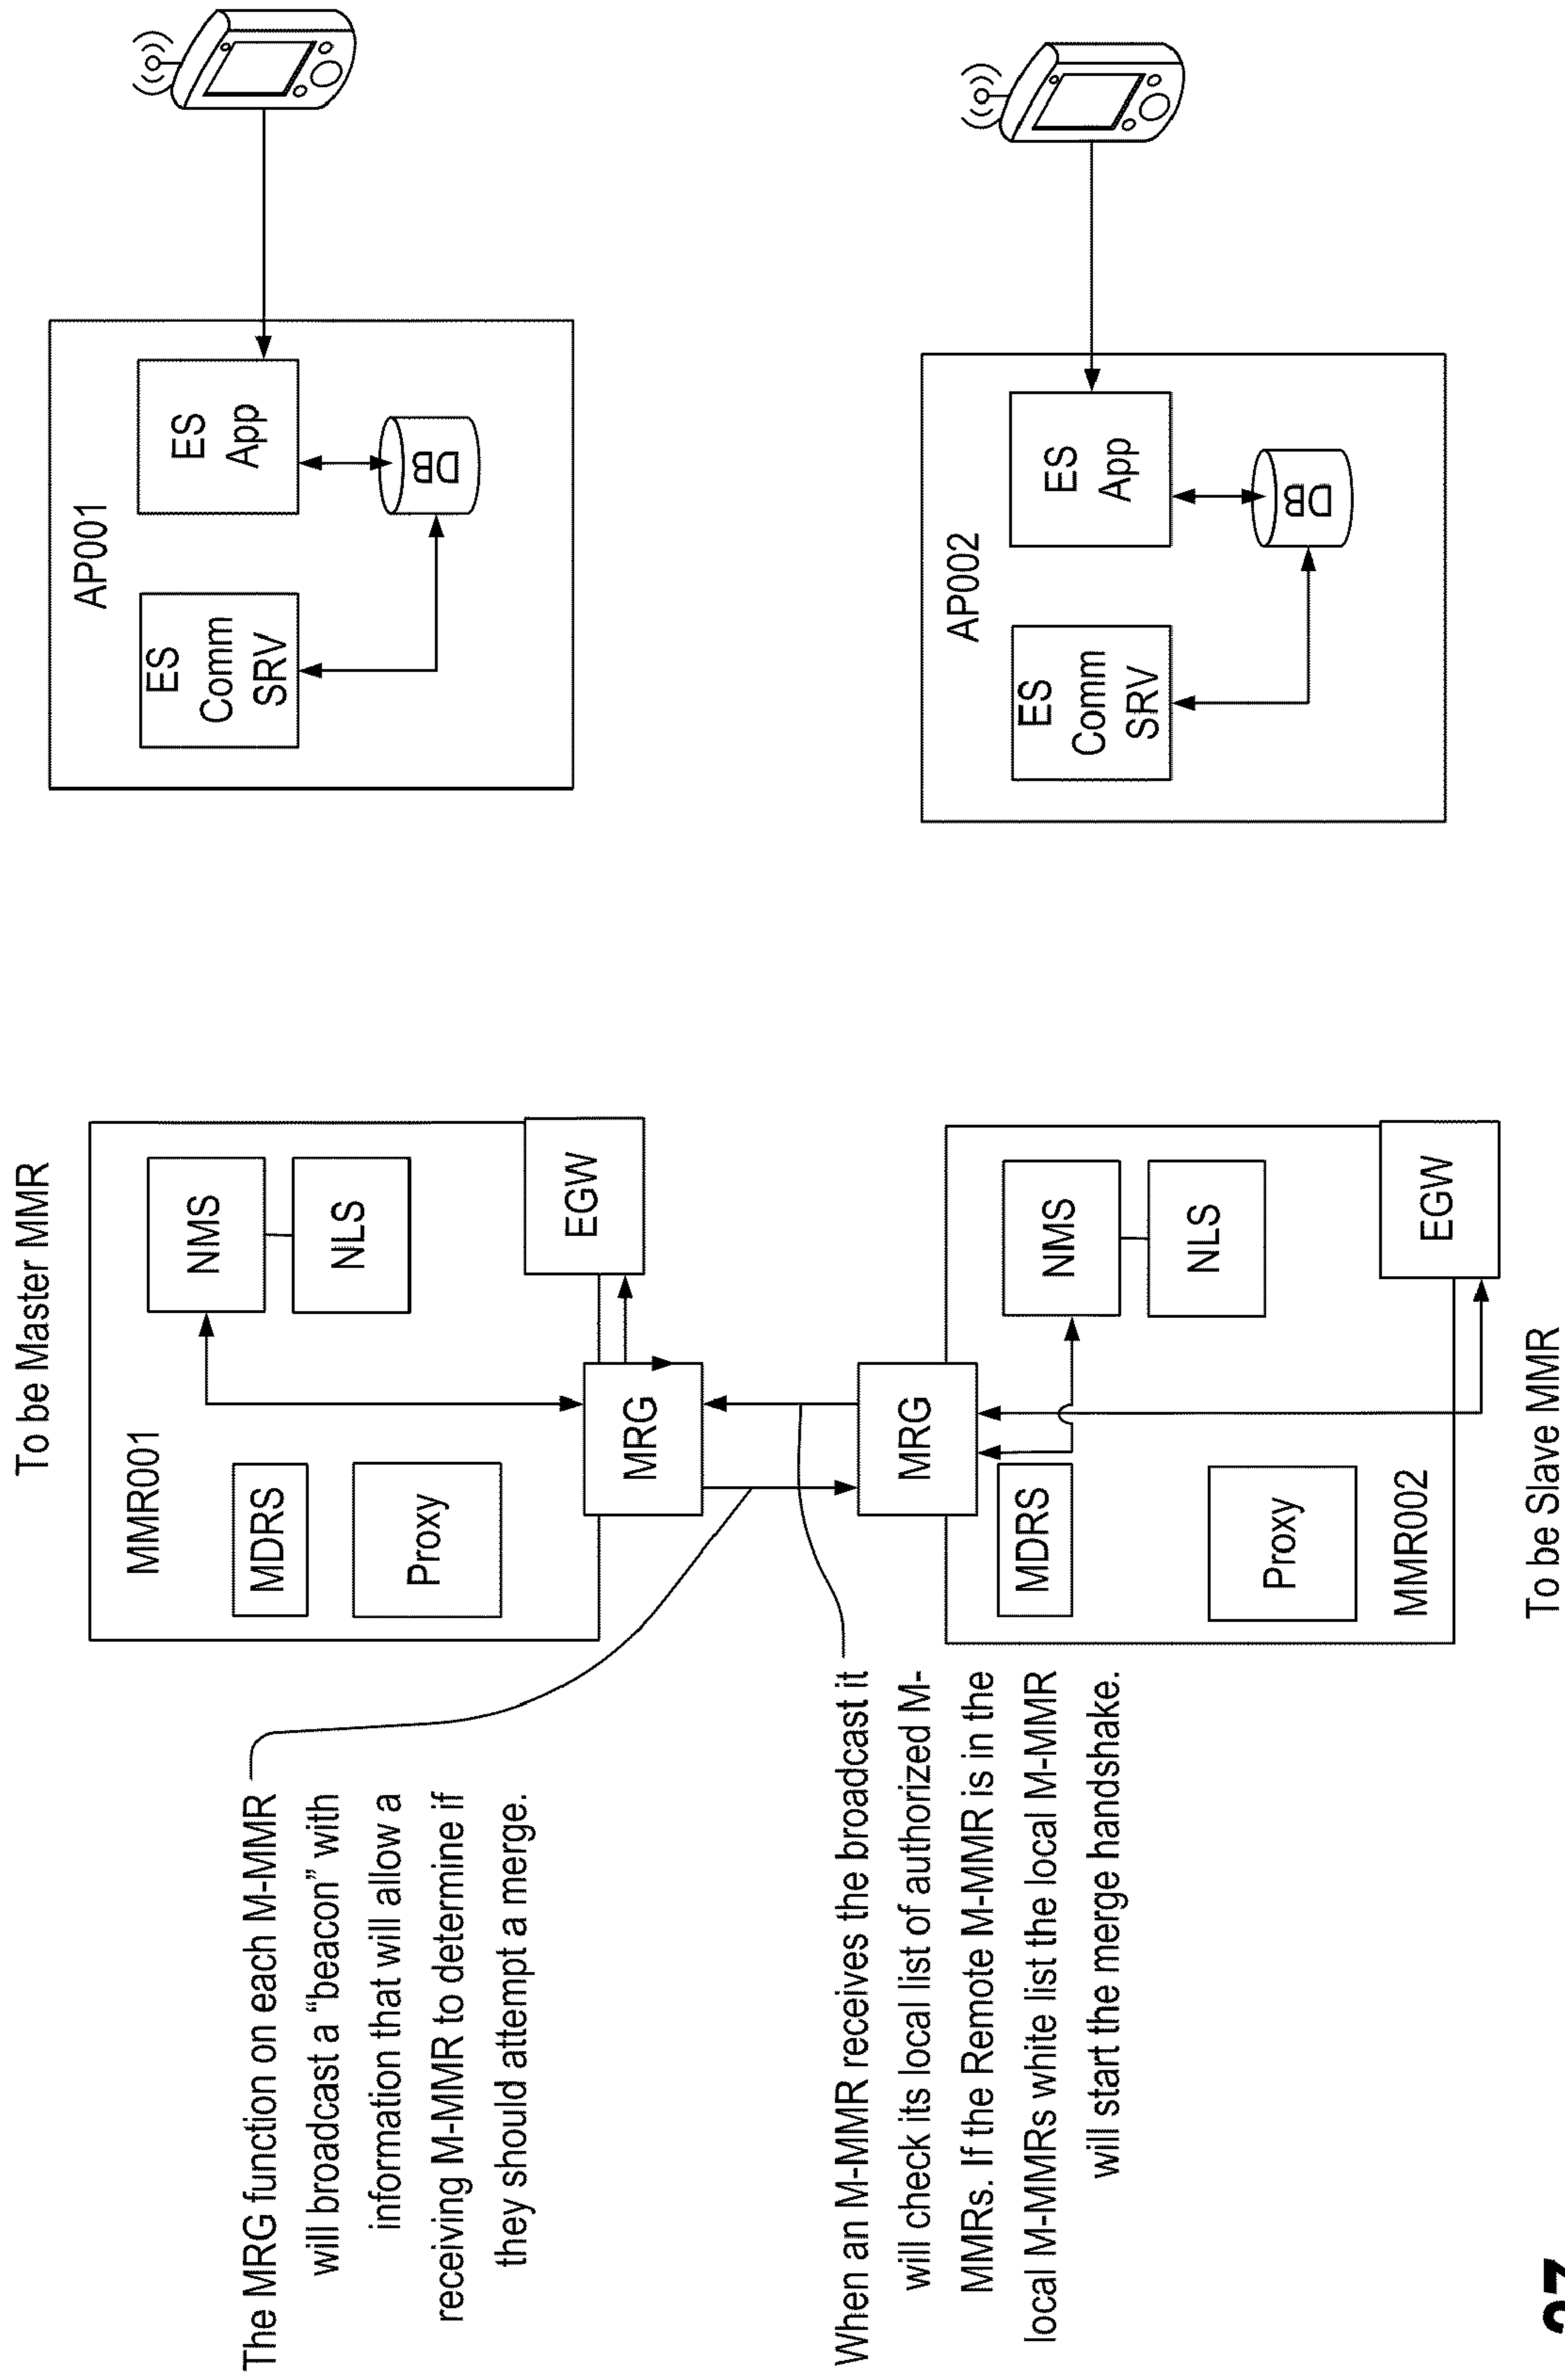 To be Master MMR
The MRG function on each M-MMR
will broadcast a “beacon” with
information that will allow a
receiving M-MMR to determine if
they should attempt a merge.
MMR001
MDRS
Proxy
NMS
NLS
MRG
EGW
AP001
ES
Comm
SRV
ES
App
DB
When an M-MMR receives the broadcast it
will check its local list of authorized M-
MMRs. If the Remote M-MMR is in the
local M-MMRs white list the local M-MMR
will start the merge handshake.
MRG
MDRS
NMS
NLS
Proxy
MMR002
EGW
AP002
ES
Comm
SRV
ES
App
DB
To be Slave MMR